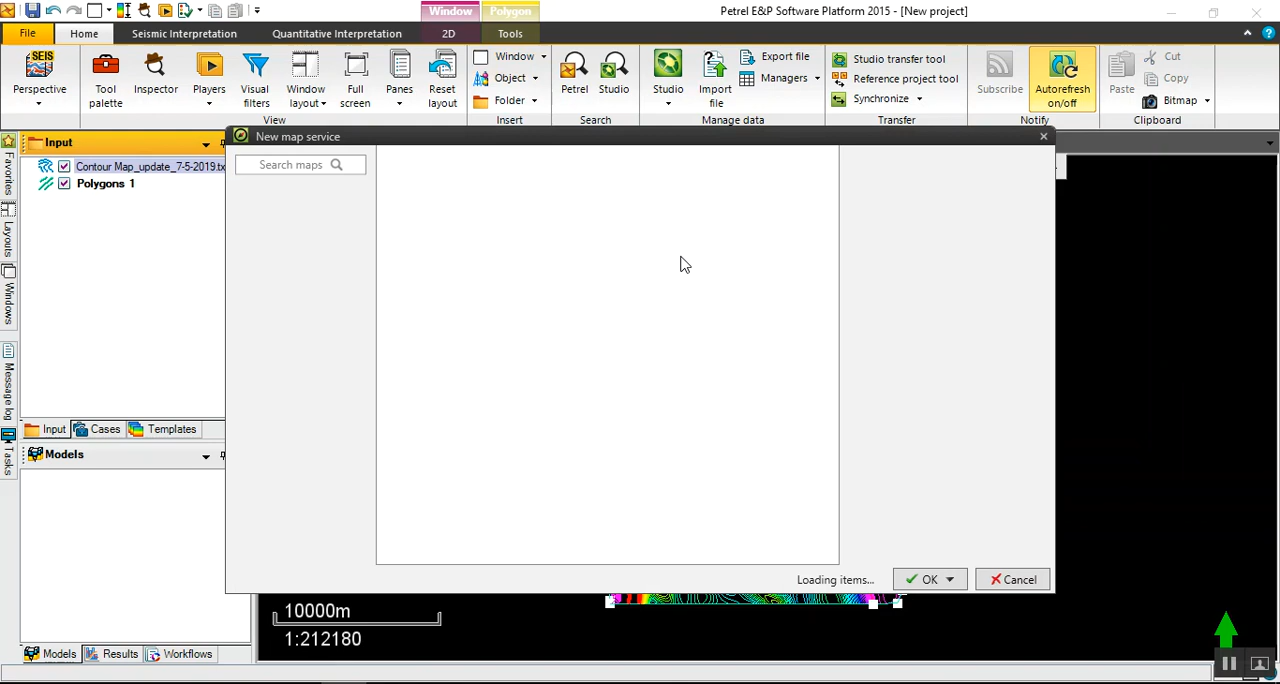 Window Polygon Petrel E&P Software Platform 2015 - [New project]
File Home Seismic Interpretation Quantitative Interpretation 2D Tools
SEIS
Perspective
Tool palette
Inspector
Players
Visual filters
Window layout
Full screen
Panes
Reset layout
View
Window
Object
Folder
Insert
Petrel
Studio
Search
Studio
Import file
Export file
Managers
Manage data
Studio transfer tool
Reference project tool
Synchronize
Transfer
Subscribe
Autorefresh on/off
Notify
Paste
Cut
Copy
Bitmap
Clipboard
Favorites
Layouts
Windows
Message log
Tasks
Input
Contour Map_update_7-5-2019.tx
Polygons 1
Input Cases Templates
Models
Models Results Workflows
New map service
Search maps
Loading items...
OK
Cancel
10000m
1:212180